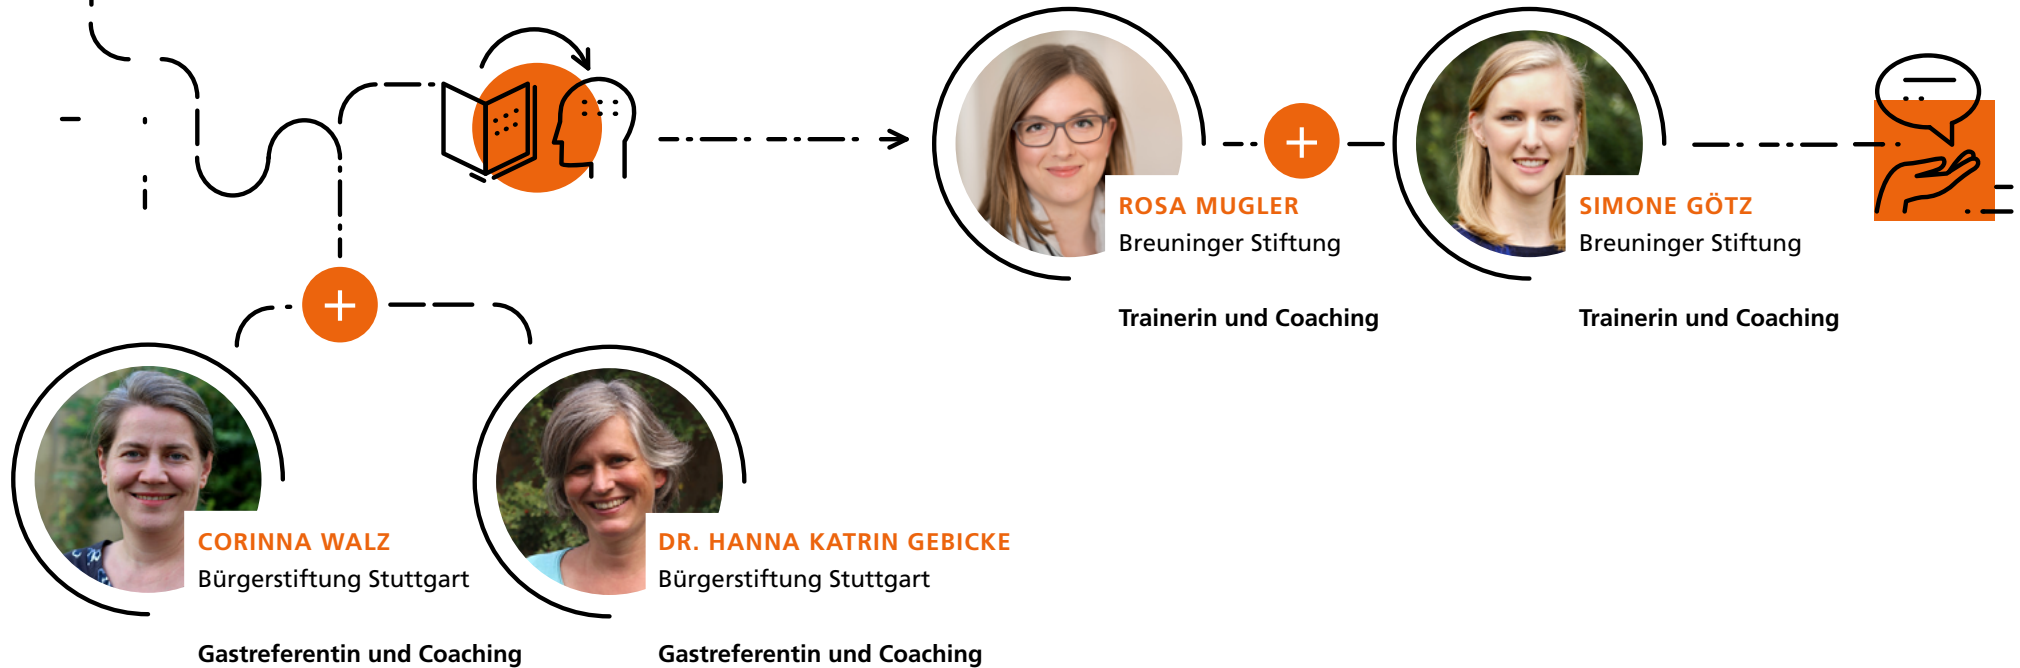 ROSA MUGLER
Breuninger Stiftung
Trainerin und Coaching
SIMONE GÖTZ
Breuninger Stiftung
Trainerin und Coaching
CORINNA WALZ
Bürgerstiftung Stuttgart
Gastreferentin und Coaching
DR. HANNA KATRIN GEBICKE
Bürgerstiftung Stuttgart
Gastreferentin und Coaching